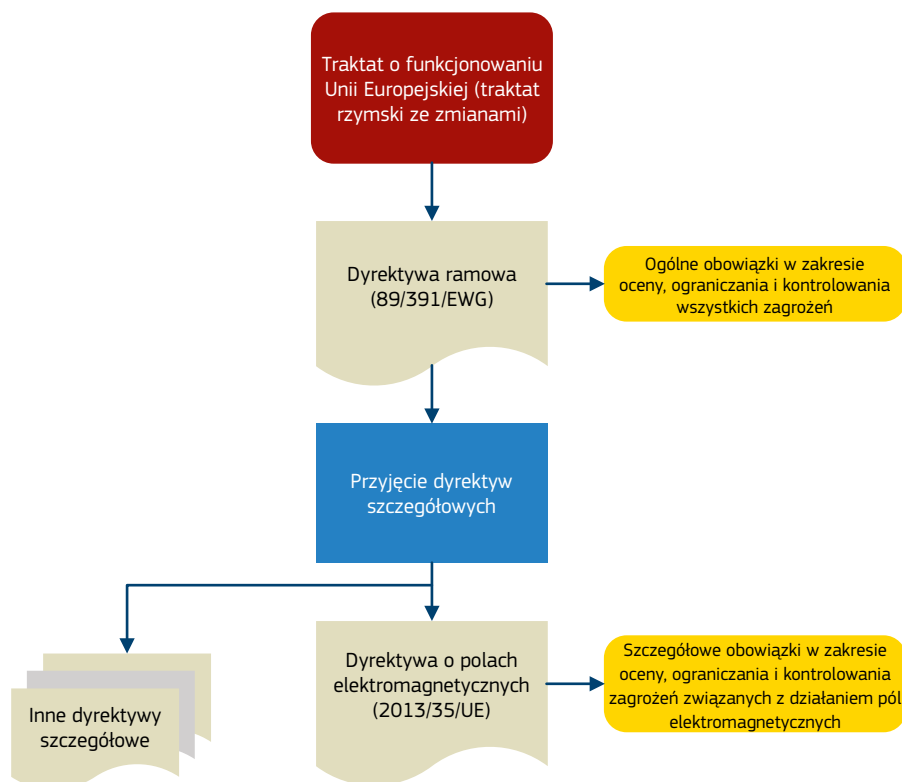 Traktat o funkcjonowaniu
Unii Europejskiej (traktat
rzymski ze zmianami)
Dyrektywa ramowa
(89/391/EWG)
Ogólne obowiązki w zakresie
oceny, ograniczania i kontrolowania
wszystkich zagrożeń
Przyjęcie dyrektyw
szczegółowych
Inne dyrektywy
szczegółowe
Dyrektywa o polach
elektromagnetycznych
(2013/35/UE)
Szczegółowe obowiązki w zakresie
oceny, ograniczania i kontrolowania
zagrożeń związanych z działaniem pól
elektromagnetycznych